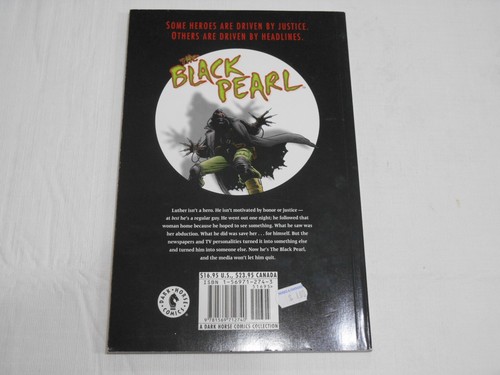 SOME HEROES ARE DRIVEN BY JUSTICE.
OTHERS ARE DRIVEN BY HEADLINES.
THE
BLACK
PEARL
Luther isn't a hero. He isn't motivated by honor or justice —
at best he's a regular guy. He went out one night; he followed that
woman home because he hoped to see something. What he saw was
her abduction. What he did was save her . . . for himself. But the
newspapers and TV personalities turned it into something else
and turned him into someone else. Now he's The Black Pearl,
and the media won't let him quit.
$16.95 U.S., $23.95 CANADA
ISBN 1-56971-274-3
51695
9 781569 712740
A DARK HORSE COMICS COLLECTION
DARK HORSE
COMICS